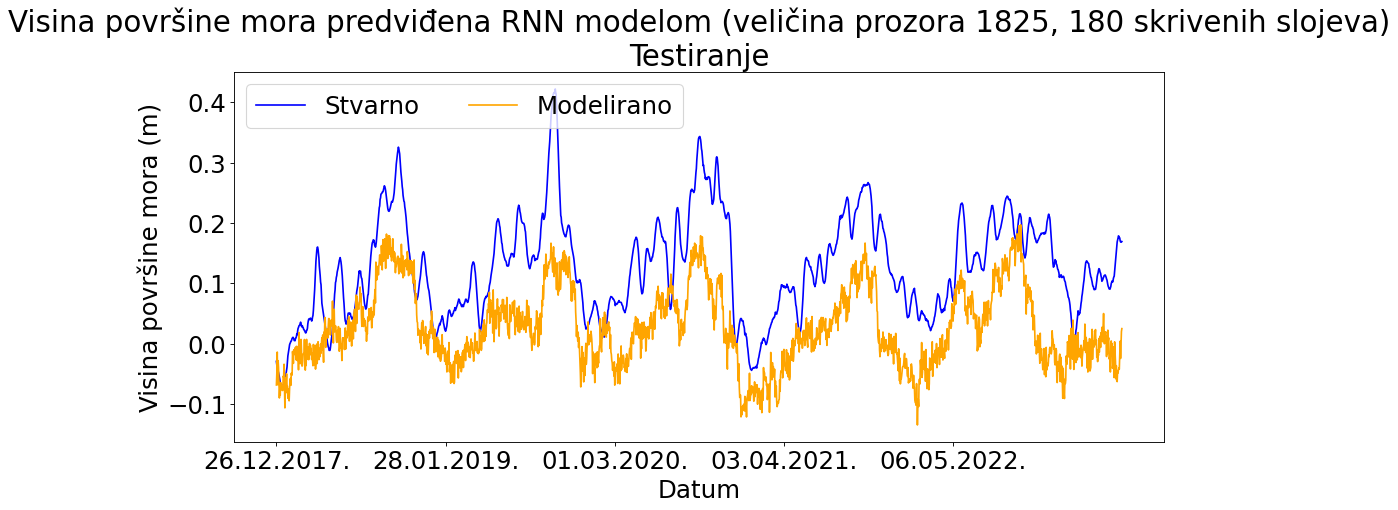 Visina površine mora predviđena RNN modelom (veličina prozora 1825, 180 skrivenih slojeva)
Testiranje
Stvarno
Modelirano
Visina površine mora (m)
0.4
0.3
0.2
0.1
0.0
−0.1
26.12.2017.
28.01.2019.
01.03.2020.
03.04.2021.
06.05.2022.
Datum